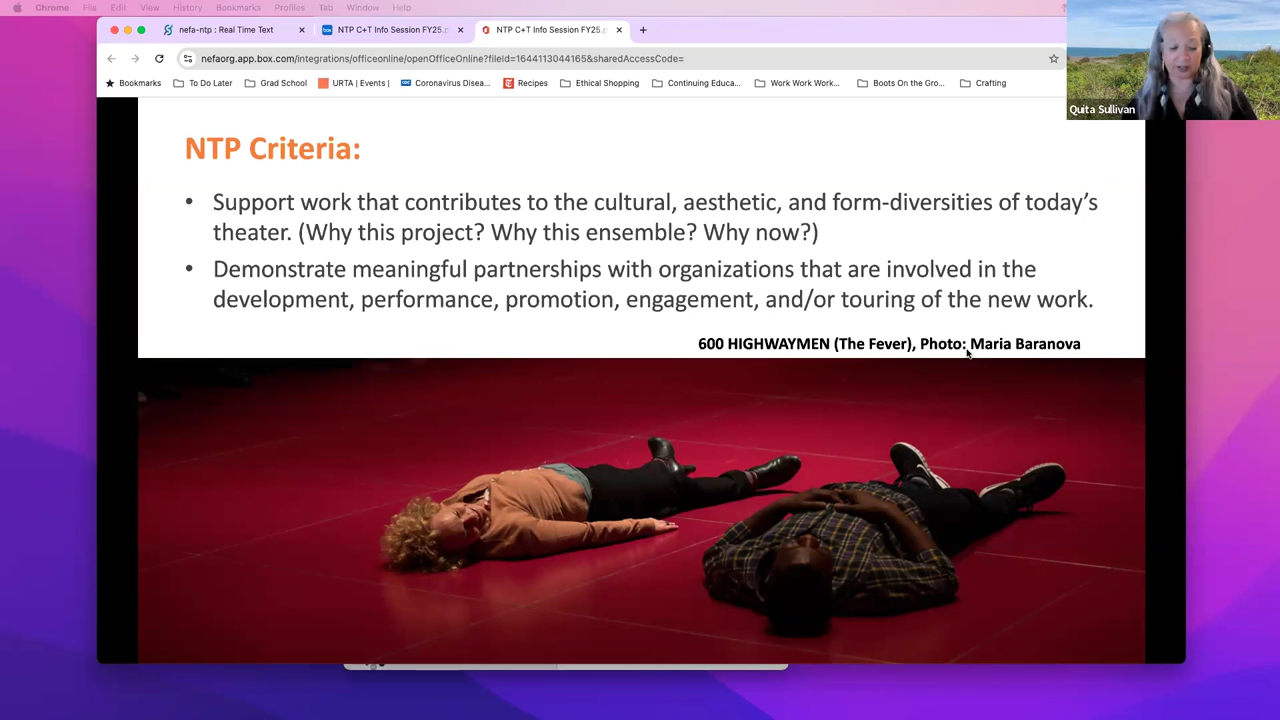 Chrome File Edit View History Bookmarks Profiles Tab Window Help
nefa-ntp : Real Time Text
NTP C+T Info Session FY25.p
NTP C+T Info Session FY25.p
nefaorg.app.box.com/integrations/officeonline/openOfficeOnline?fileId=1644113044165&sharedAccessCode=
Bookmarks To Do Later Grad School URTA | Events | Coronavirus Disea... Recipes Ethical Shopping Continuing Educa... Work Work Work... Boots On the Gro... Crafting
Quita Sullivan
NTP Criteria:
• Support work that contributes to the cultural, aesthetic, and form-diversities of today’s
theater. (Why this project? Why this ensemble? Why now?)
• Demonstrate meaningful partnerships with organizations that are involved in the
development, performance, promotion, engagement, and/or touring of the new work.
600 HIGHWAYMEN (The Fever), Photo: Maria Baranova